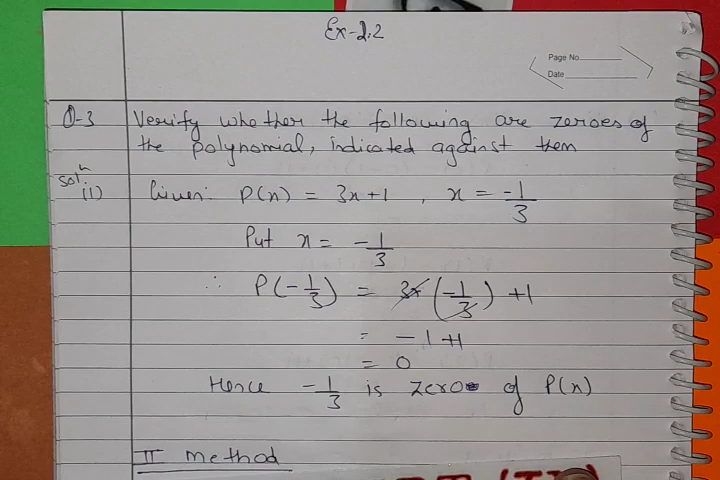 Ex-2.2
Page No.
Date
Q-3 Verify whether the following are zeroes of
the polynomial, indicated against them
Solⁿ (i) Given: P(x) = 3x+1 , x = -1/3
Put x = -1/3
∴ P(-1/3) = 3×(-1/3) +1
= -1+1
= 0
Hence -1/3 is zero of P(x)
II method